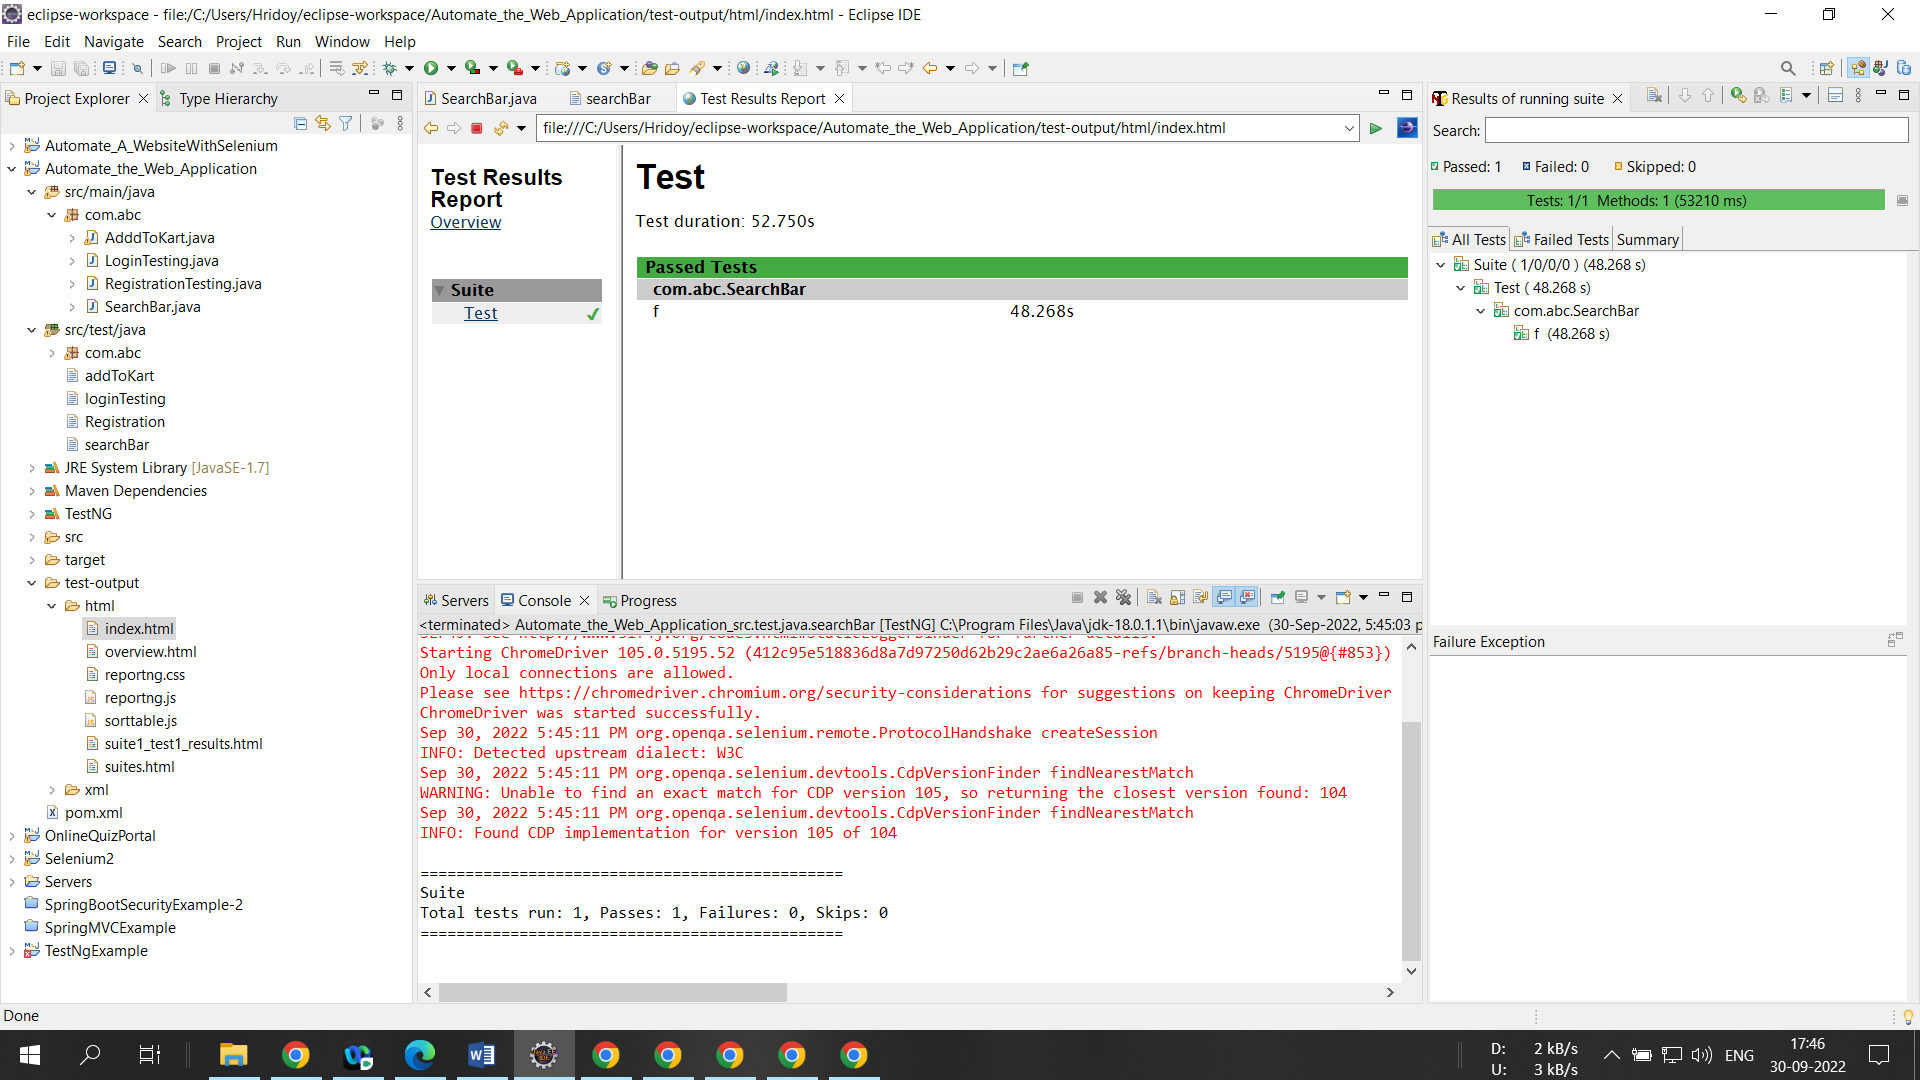 eclipse-workspace - file:/C:/Users/Hridoy/eclipse-workspace/Automate_the_Web_Application/test-output/html/index.html - Eclipse IDE
File Edit Navigate Search Project Run Window Help
Project Explorer
Type Hierarchy
Automate_A_WebsiteWithSelenium
Automate_the_Web_Application
src/main/java
com.abc
AdddToKart.java
LoginTesting.java
RegistrationTesting.java
SearchBar.java
src/test/java
com.abc
addToKart
loginTesting
Registration
searchBar
JRE System Library [JavaSE-1.7]
Maven Dependencies
TestNG
src
target
test-output
html
index.html
overview.html
reportng.css
reportng.js
sorttable.js
suite1_test1_results.html
suites.html
xml
pom.xml
OnlineQuizPortal
Selenium2
Servers
SpringBootSecurityExample-2
SpringMVCExample
TestNgExample
SearchBar.java
searchBar
Test Results Report
file:///C:/Users/Hridoy/eclipse-workspace/Automate_the_Web_Application/test-output/html/index.html
Test Results
Report
Overview
Suite
Test
Test
Test duration: 52.750s
Passed Tests
com.abc.SearchBar
f 48.268s
Servers
Console
Progress
<terminated> Automate_the_Web_Application_src.test.java.searchBar [TestNG] C:\Program Files\Java\jdk-18.0.1.1\bin\javaw.exe (30-Sep-2022, 5:45:03 p
Starting ChromeDriver 105.0.5195.52 (412c95e518836d8a7d97250d62b29c2ae6a26a85-refs/branch-heads/5195@{#853})
Only local connections are allowed.
Please see https://chromedriver.chromium.org/security-considerations for suggestions on keeping ChromeDriver
ChromeDriver was started successfully.
Sep 30, 2022 5:45:11 PM org.openqa.selenium.remote.ProtocolHandshake createSession
INFO: Detected upstream dialect: W3C
Sep 30, 2022 5:45:11 PM org.openqa.selenium.devtools.CdpVersionFinder findNearestMatch
WARNING: Unable to find an exact match for CDP version 105, so returning the closest version found: 104
Sep 30, 2022 5:45:11 PM org.openqa.selenium.devtools.CdpVersionFinder findNearestMatch
INFO: Found CDP implementation for version 105 of 104
===============================================
Suite
Total tests run: 1, Passes: 1, Failures: 0, Skips: 0
===============================================
Results of running suite
Search:
Passed: 1 Failed: 0 Skipped: 0
Tests: 1/1 Methods: 1 (53210 ms)
All Tests
Failed Tests
Summary
Suite ( 1/0/0/0 ) (48.268 s)
Test ( 48.268 s)
com.abc.SearchBar
f (48.268 s)
Failure Exception
Done
D: 2 kB/s
U: 3 kB/s
ENG
17:46
30-09-2022